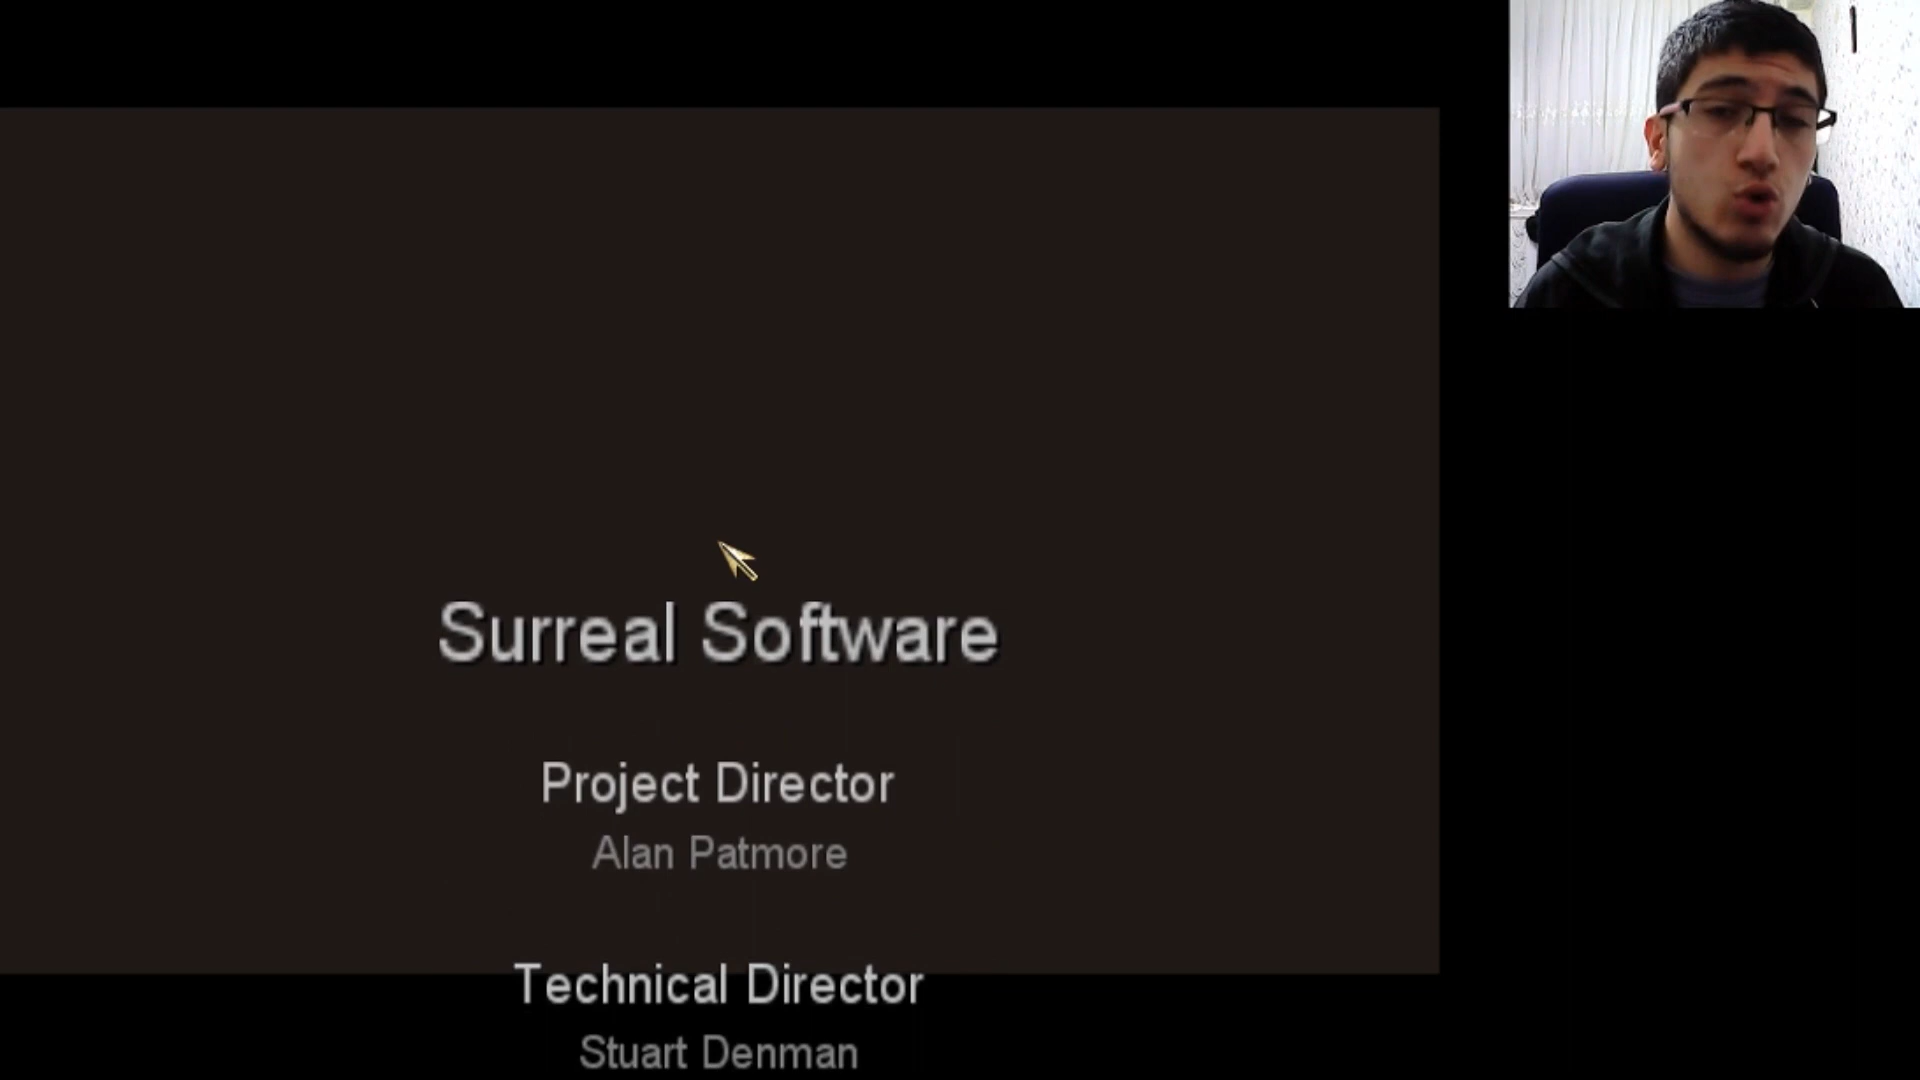 Surreal Software
Project Director
Alan Patmore
Technical Director
Stuart Denman